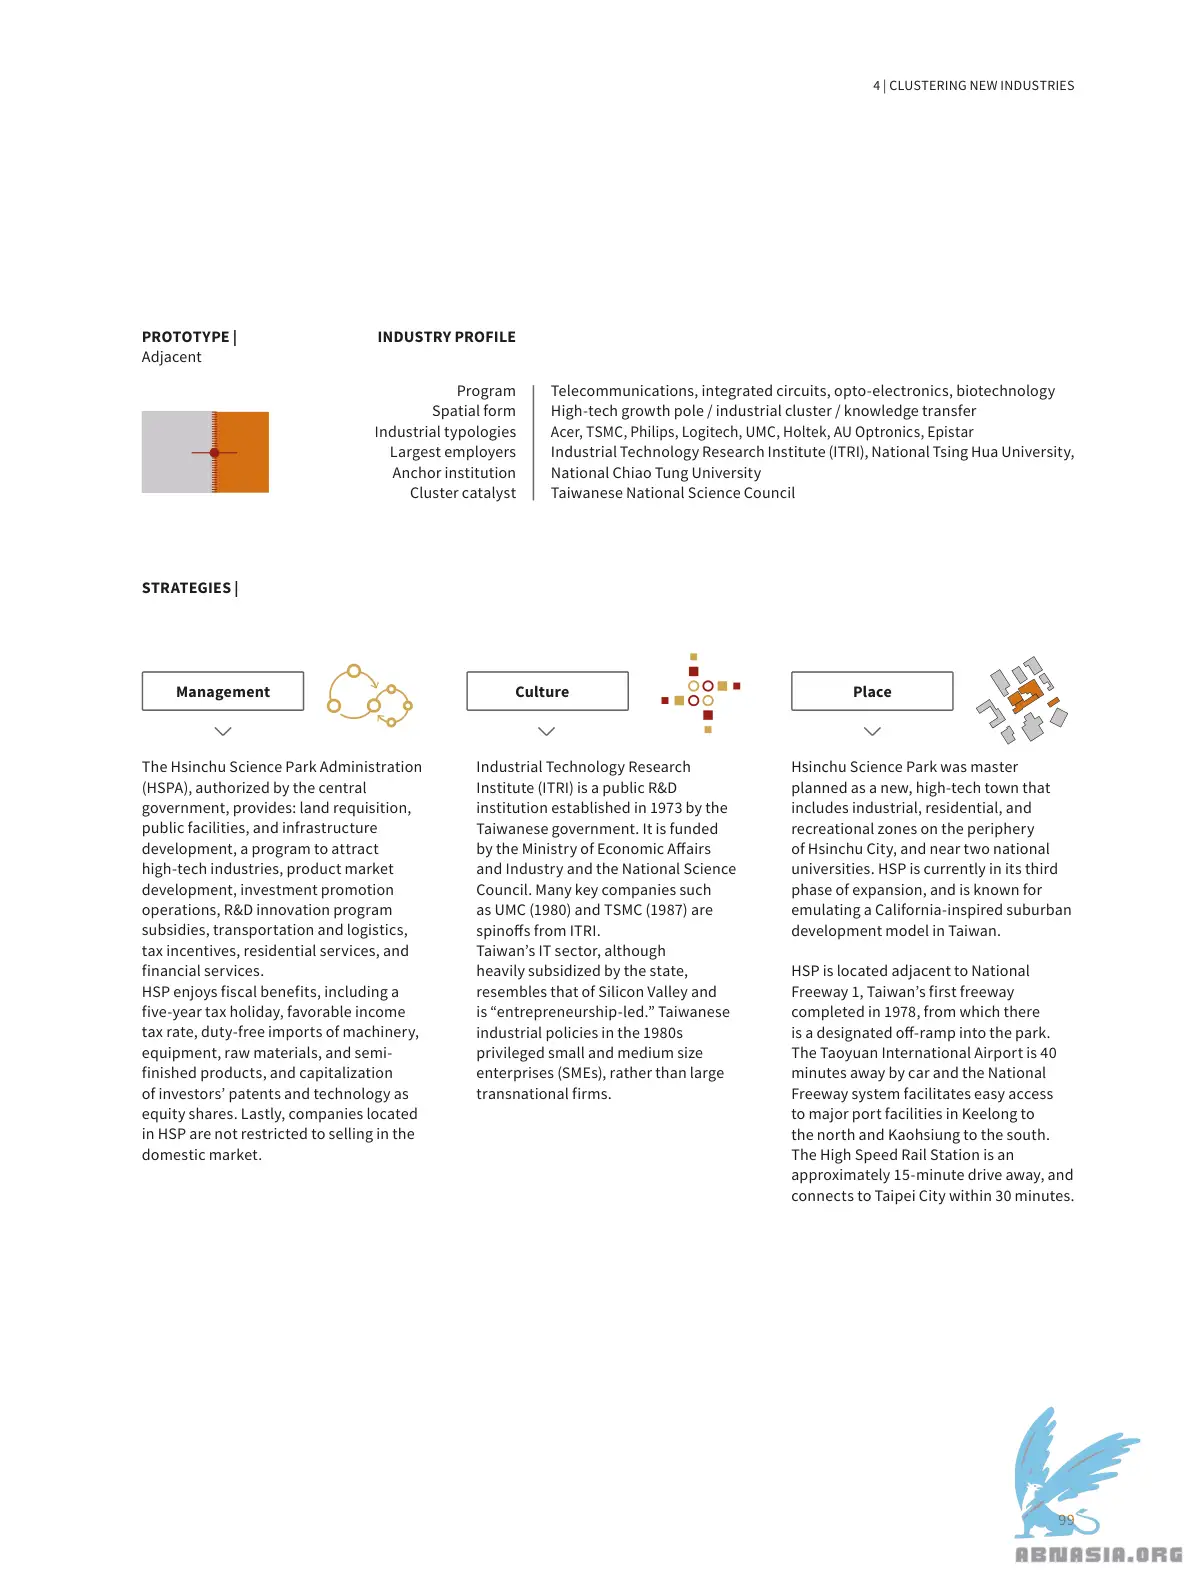 4 | CLUSTERING NEW INDUSTRIES
PROTOTYPE |
Adjacent
INDUSTRY PROFILE
Program
Telecommunications, integrated circuits, opto-electronics, biotechnology
Spatial form
High-tech growth pole / industrial cluster / knowledge transfer
Industrial typologies
Acer, TSMC, Philips, Logitech, UMC, Holtek, AU Optronics, Epistar
Largest employers
Industrial Technology Research Institute (ITRI), National Tsing Hua University,
Anchor institution
National Chiao Tung University
Cluster catalyst
Taiwanese National Science Council
STRATEGIES |
Management
The Hsinchu Science Park Administration
(HSPA), authorized by the central
government, provides: land requisition,
public facilities, and infrastructure
development, a program to attract
high-tech industries, product market
development, investment promotion
operations, R&D innovation program
subsidies, transportation and logistics,
tax incentives, residential services, and
financial services.
HSP enjoys fiscal benefits, including a
five-year tax holiday, favorable income
tax rate, duty-free imports of machinery,
equipment, raw materials, and semi-
finished products, and capitalization
of investors’ patents and technology as
equity shares. Lastly, companies located
in HSP are not restricted to selling in the
domestic market.
Culture
Industrial Technology Research
Institute (ITRI) is a public R&D
institution established in 1973 by the
Taiwanese government. It is funded
by the Ministry of Economic Affairs
and Industry and the National Science
Council. Many key companies such
as UMC (1980) and TSMC (1987) are
spinoffs from ITRI.
Taiwan’s IT sector, although
heavily subsidized by the state,
resembles that of Silicon Valley and
is “entrepreneurship-led.” Taiwanese
industrial policies in the 1980s
privileged small and medium size
enterprises (SMEs), rather than large
transnational firms.
Place
Hsinchu Science Park was master
planned as a new, high-tech town that
includes industrial, residential, and
recreational zones on the periphery
of Hsinchu City, and near two national
universities. HSP is currently in its third
phase of expansion, and is known for
emulating a California-inspired suburban
development model in Taiwan.
HSP is located adjacent to National
Freeway 1, Taiwan’s first freeway
completed in 1978, from which there
is a designated off-ramp into the park.
The Taoyuan International Airport is 40
minutes away by car and the National
Freeway system facilitates easy access
to major port facilities in Keelong to
the north and Kaohsiung to the south.
The High Speed Rail Station is an
approximately 15-minute drive away, and
connects to Taipei City within 30 minutes.
99
ABNASIA.ORG